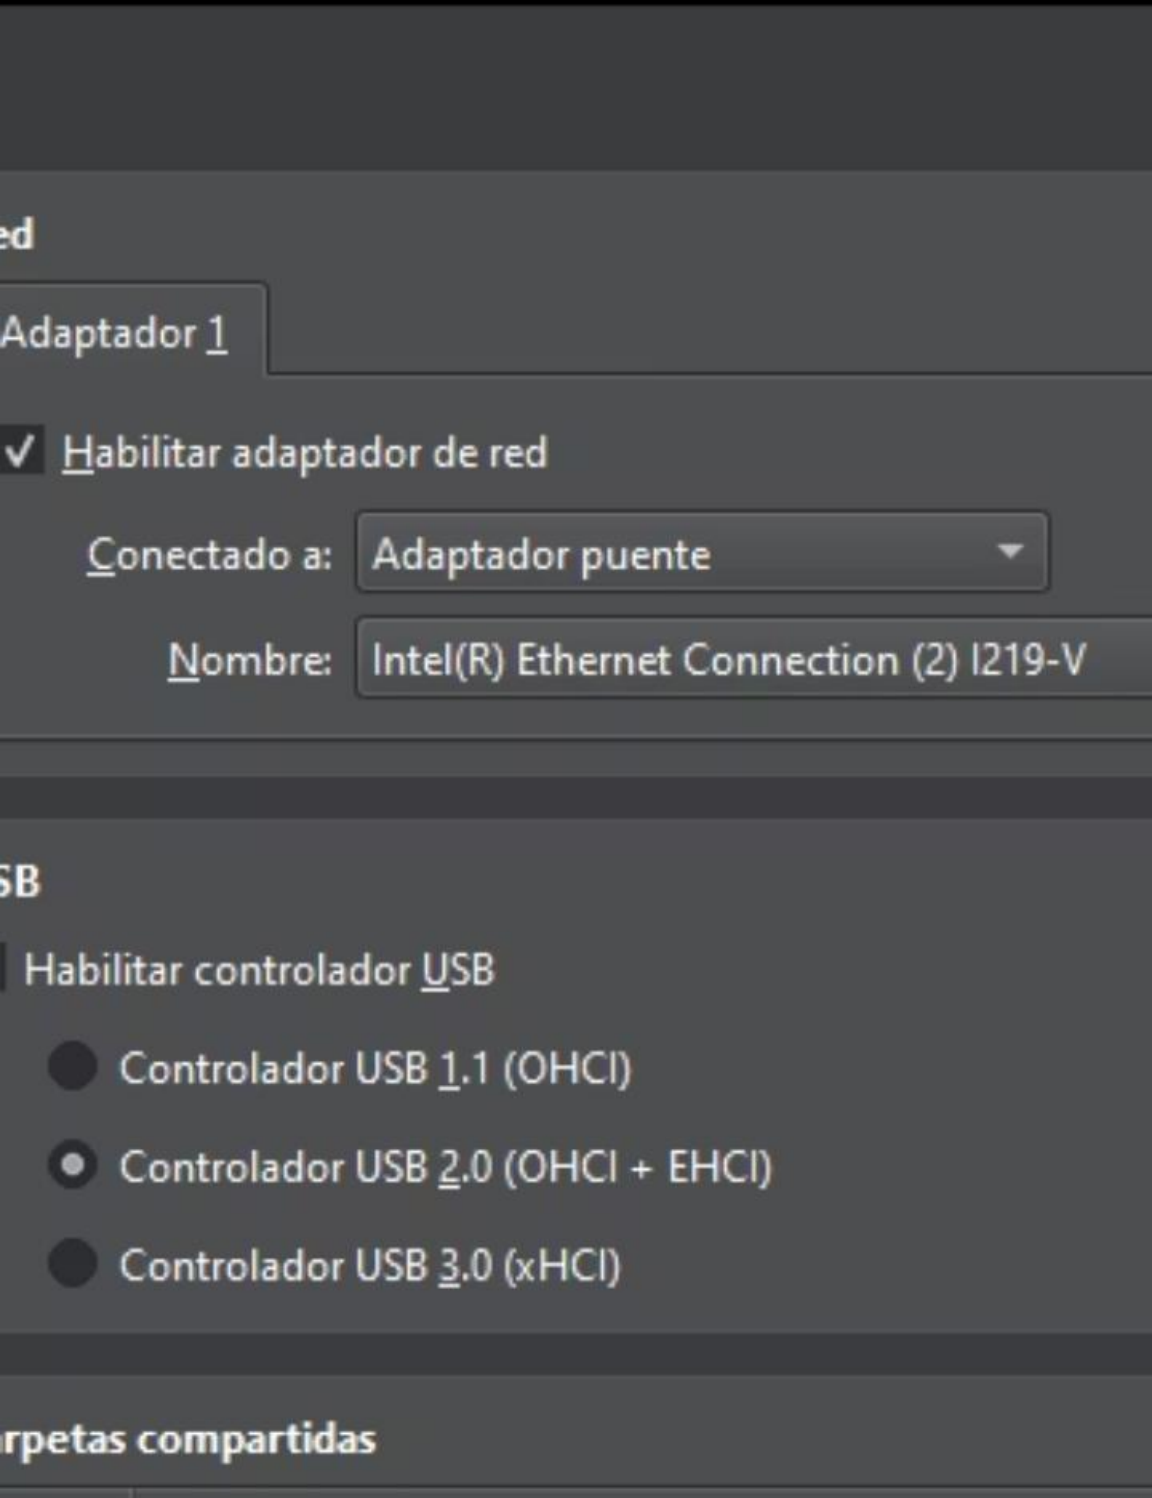 ed
Adaptador 1
Habilitar adaptador de red
Conectado a: Adaptador puente
Nombre: Intel(R) Ethernet Connection (2) I219-V
SB
Habilitar controlador USB
Controlador USB 1.1 (OHCI)
Controlador USB 2.0 (OHCI + EHCI)
Controlador USB 3.0 (xHCI)
rpetas compartidas